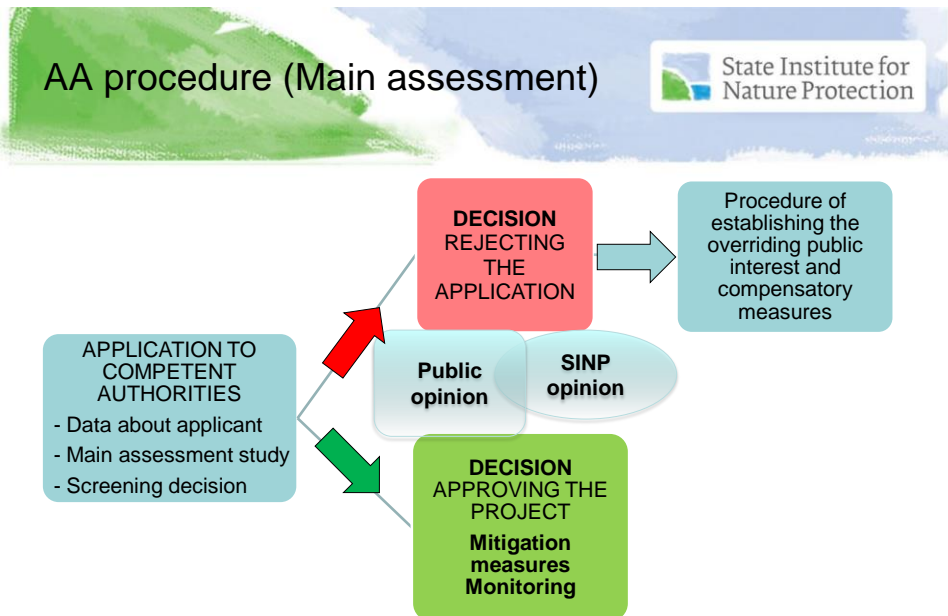 AA procedure (Main assessment)
State Institute for
Nature Protection
DECISION
REJECTING
THE
APPLICATION
Procedure of
establishing the
overriding public
interest and
compensatory
measures
APPLICATION TO
COMPETENT
AUTHORITIES
- Data about applicant
- Main assessment study
- Screening decision
Public
opinion
SINP
opinion
DECISION
APPROVING THE
PROJECT
Mitigation
measures
Monitoring